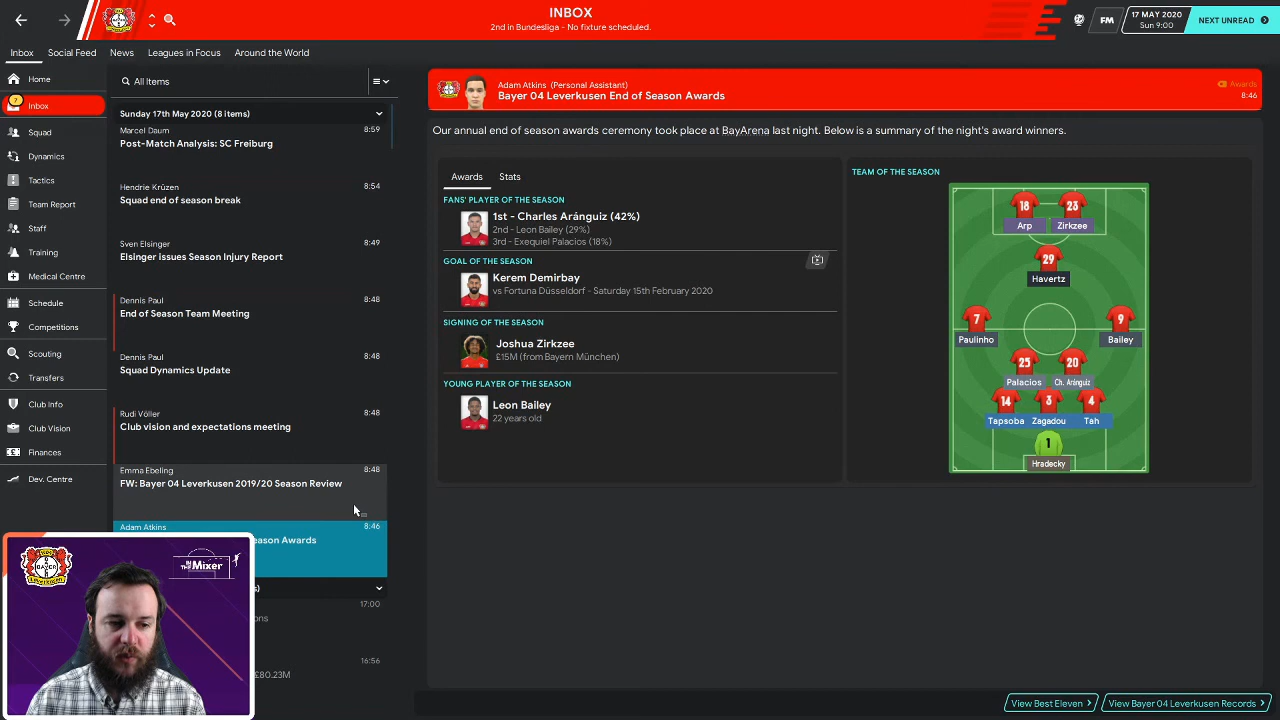 INBOX
2nd in Bundesliga - No fixture scheduled.
FM
17 MAY 2020
Sun 9:00
NEXT UNREAD
Inbox Social Feed News Leagues in Focus Around the World
Home
7
Inbox
Squad
Dynamics
Tactics
Team Report
Staff
Training
Medical Centre
Schedule
Competitions
Scouting
Transfers
Club Info
Club Vision
Finances
Dev. Centre
All Items
Sunday 17th May 2020 (8 items)
Marcel Daum 8:59
Post-Match Analysis: SC Freiburg
Hendrie Krüzen 8:54
Squad end of season break
Sven Elsinger 8:49
Elsinger issues Season Injury Report
Dennis Paul 8:48
End of Season Team Meeting
Dennis Paul 8:48
Squad Dynamics Update
Rudi Völler 8:48
Club vision and expectations meeting
Emma Ebeling 8:48
FW: Bayer 04 Leverkusen 2019/20 Season Review
Adam Atkins 8:46
eason Awards
s)
17:00
ons
16:56
£80.23M
Adam Atkins (Personal Assistant)
Bayer 04 Leverkusen End of Season Awards
Awards
8:46
Our annual end of season awards ceremony took place at BayArena last night. Below is a summary of the night's award winners.
Awards Stats
FANS' PLAYER OF THE SEASON
1st - Charles Aránguiz (42%)
2nd - Leon Bailey (29%)
3rd - Exequiel Palacios (18%)
GOAL OF THE SEASON
Kerem Demirbay
vs Fortuna Düsseldorf - Saturday 15th February 2020
SIGNING OF THE SEASON
Joshua Zirkzee
£15M (from Bayern München)
YOUNG PLAYER OF THE SEASON
Leon Bailey
22 years old
TEAM OF THE SEASON
18 23
Arp Zirkzee
29
Havertz
7 9
Paulinho Bailey
25 20
Palacios Ch. Aránguiz
14 3 4
Tapsoba Zagadou Tah
1
Hradecky
View Best Eleven
View Bayer 04 Leverkusen Records
BAYER
Leverkusen
IN THE Mixer